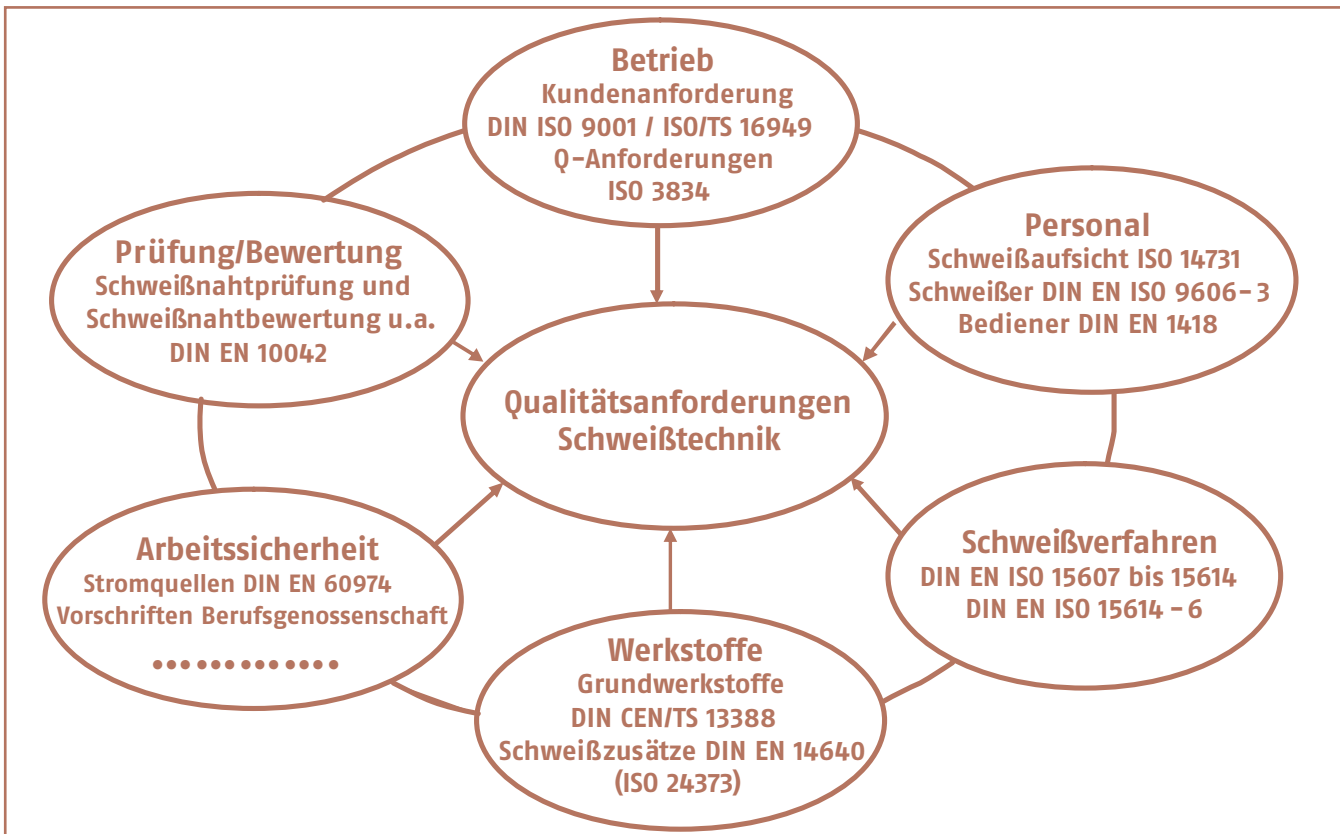 Betrieb
Kundenanforderung
DIN ISO 9001 / ISO/TS 16949
Q-Anforderungen
ISO 3834
Prüfung/Bewertung
Schweißnahtprüfung und
Schweißnahtbewertung u.a.
DIN EN 10042
Personal
Schweißaufsicht ISO 14731
Schweißer DIN EN ISO 9606-3
Bediener DIN EN 1418
Qualitätsanforderungen
Schweißtechnik
Arbeitssicherheit
Stromquellen DIN EN 60974
Vorschriften Berufsgenossenschaft
.............
Schweißverfahren
DIN EN ISO 15607 bis 15614
DIN EN ISO 15614-6
Werkstoffe
Grundwerkstoffe
DIN CEN/TS 13388
Schweißzusätze DIN EN 14640
(ISO 24373)